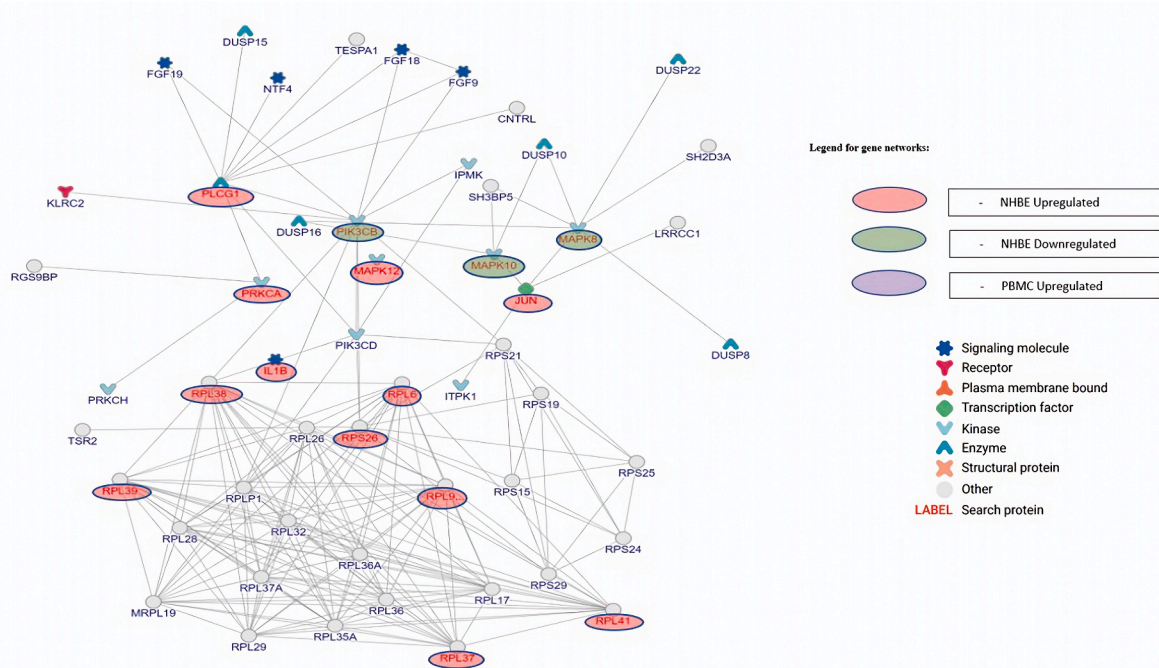 DUSP15
TESPA1
FGF18
FGF19
NTF4
FGF9
DUSP22
CNTRL
DUSP10
SH2D3A
IPMK
KLRC2
PLCG1
SH3BP5
DUSP16
PIK3CB
MAPK8
LRRCC1
RGS9BP
MAPK12
MAPK10
PRKCA
JUN
PIK3CD
RPS21
DUSP8
IL1B
PRKCH
RPL38
RPL6
ITPK1
RPS19
TSR2
RPL26
RPS26
RPS25
RPL39
RPLP1
RPL9...
RPS15
RPL28
RPL32
RPS24
RPL36A
RPL37A
RPS29
MRPL19
RPL36
RPL17
RPL41
RPL29
RPL35A
RPL37
Legend for gene networks:
- NHBE Upregulated
- NHBE Downregulated
- PBMC Upregulated
Signaling molecule
Receptor
Plasma membrane bound
Transcription factor
Kinase
Enzyme
Structural protein
Other
LABEL Search protein